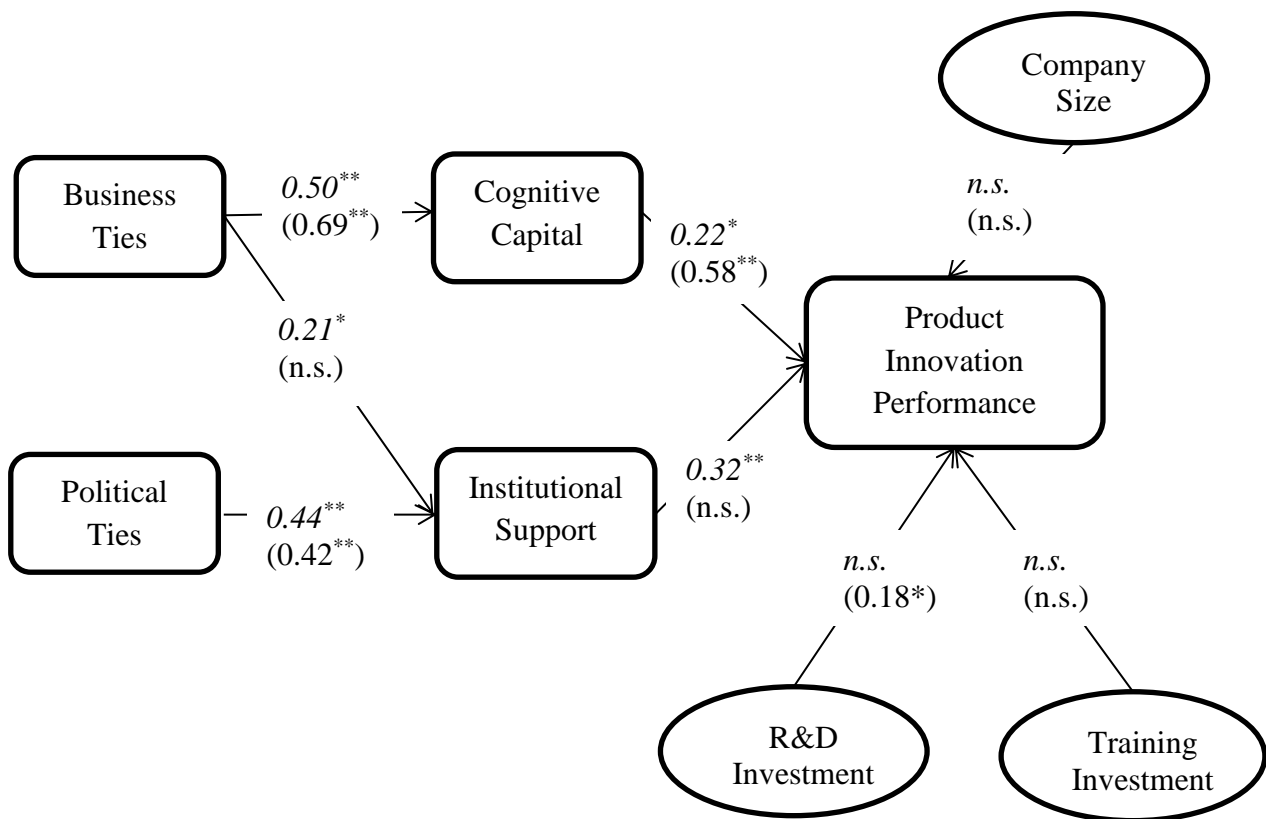 Company
Size
Business
Ties
0.50**
(0.69**)
Cognitive
Capital
n.s.
(n.s.)
0.22*
(0.58**)
0.21*
(n.s.)
Product
Innovation
Performance
Political
Ties
0.44**
(0.42**)
Institutional
Support
0.32**
(n.s.)
n.s.
(0.18*)
n.s.
(n.s.)
R&D
Investment
Training
Investment